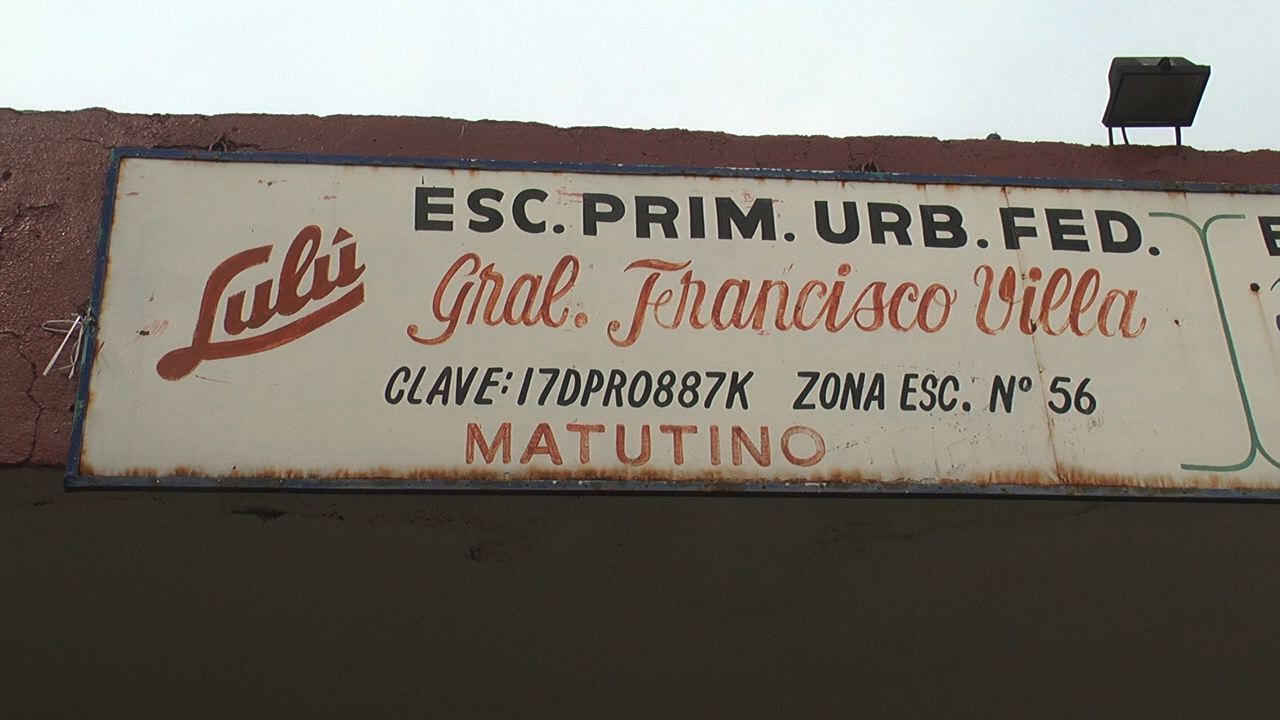 Lulú
ESC. PRIM. URB. FED.
Gral. Francisco Villa
CLAVE: 17DPR0887K ZONA ESC. Nº 56
MATUTINO